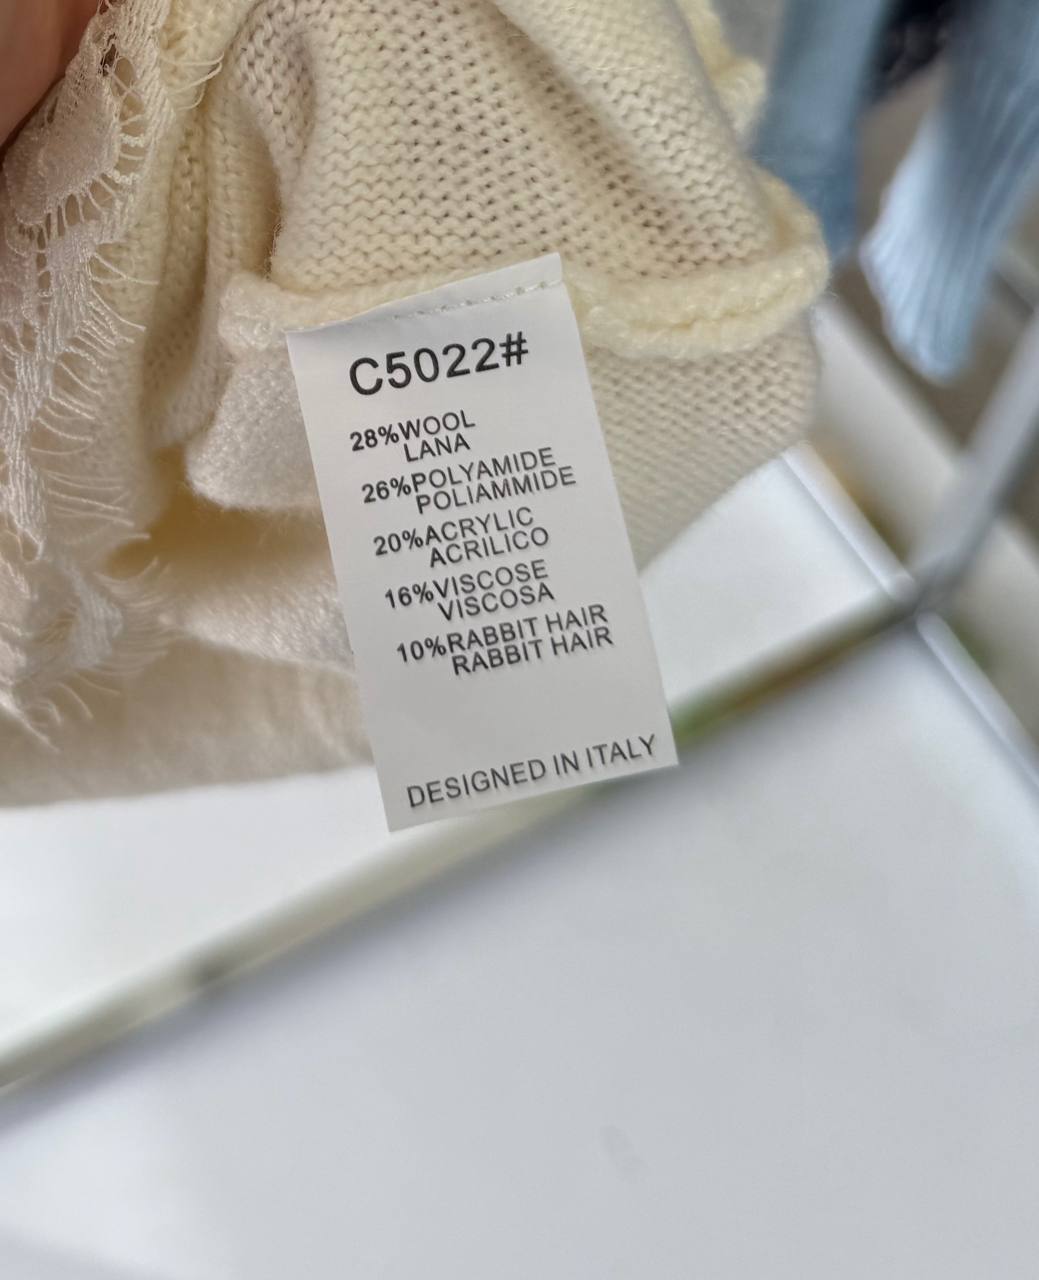 C5022#
28%WOOL
LANA
26%POLYAMIDE
POLIAMMIDE
20%ACRYLIC
ACRILICO
16%VISCOSE
VISCOSA
10%RABBIT HAIR
RABBIT HAIR
DESIGNED IN ITALY